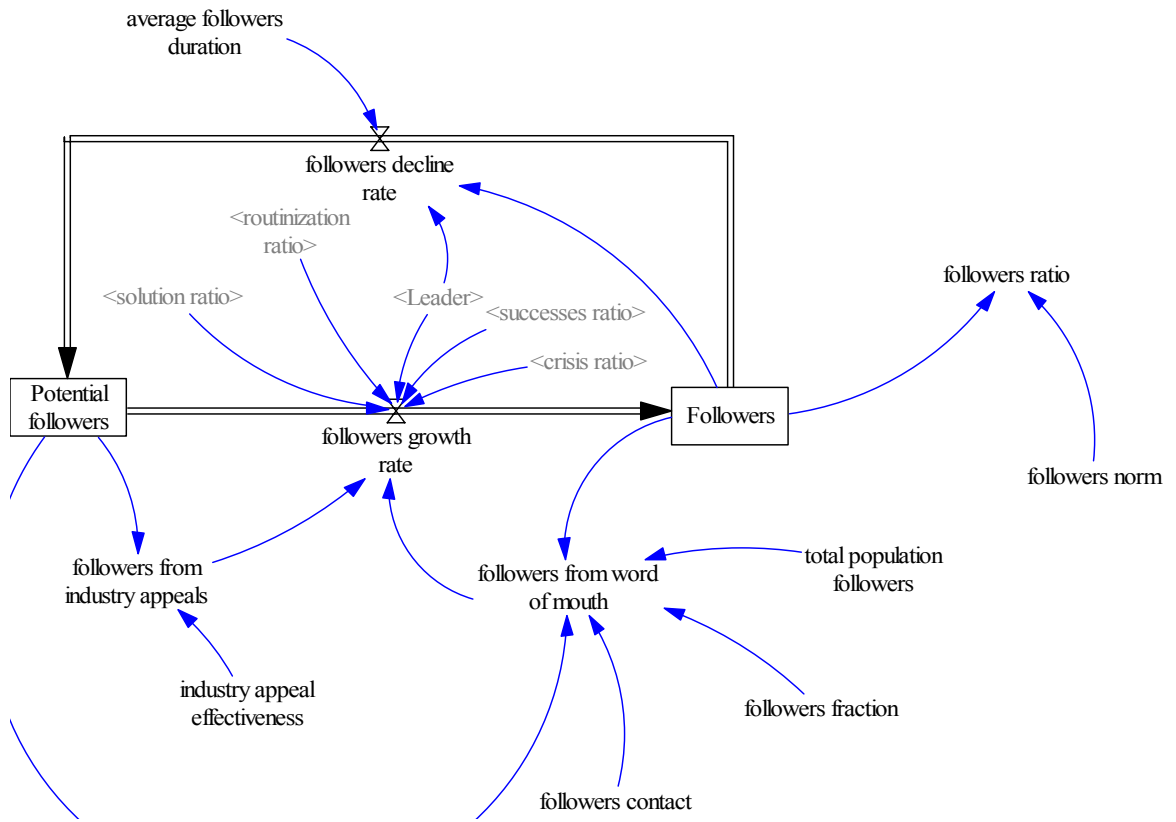 average followers
duration
followers decline
rate
<routinization
ratio>
<solution ratio>
<Leader>
<successes ratio>
<crisis ratio>
followers ratio
Potential
followers
Followers
followers growth
rate
followers norm
followers from
industry appeals
followers from word
of mouth
total population
followers
industry appeal
effectiveness
followers fraction
followers contact